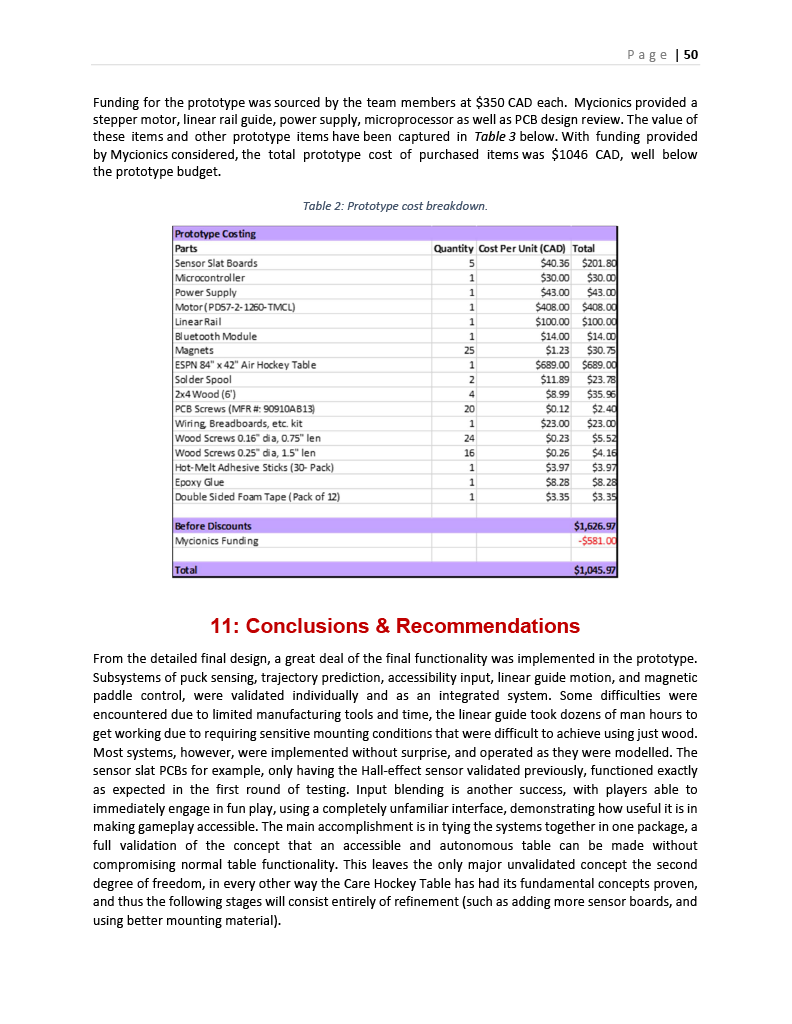 Page | 50
Funding for the prototype was sourced by the team members at $350 CAD each. Mycionics provided a
stepper motor, linear rail guide, power supply, microprocessor as well as PCB design review. The value of
these items and other prototype items have been captured in Table 3 below. With funding provided
by Mycionics considered, the total prototype cost of purchased items was $1046 CAD, well below
the prototype budget.
Table 2: Prototype cost breakdown.
Prototype Costing
Parts Quantity Cost Per Unit (CAD) Total
Sensor Slat Boards 5 $40.36 $201.80
Microcontroller 1 $30.00 $30.00
Power Supply 1 $43.00 $43.00
Motor (PD57-2-1260-TMCL) 1 $408.00 $408.00
Linear Rail 1 $100.00 $100.00
Bluetooth Module 1 $14.00 $14.00
Magnets 25 $1.23 $30.75
ESPN 84" x 42" Air Hockey Table 1 $689.00 $689.00
Solder Spool 2 $11.89 $23.78
2x4 Wood (6') 4 $8.99 $35.96
PCB Screws (MFR #: 90910AB13) 20 $0.12 $2.40
Wiring, Breadboards, etc. kit 1 $23.00 $23.00
Wood Screws 0.16" dia, 0.75" len 24 $0.23 $5.52
Wood Screws 0.25" dia, 1.5" len 16 $0.26 $4.16
Hot-Melt Adhesive Sticks (30- Pack) 1 $3.97 $3.97
Epoxy Glue 1 $8.28 $8.28
Double Sided Foam Tape (Pack of 12) 1 $3.35 $3.35
Before Discounts $1,626.97
Mycionics Funding -$581.00
Total $1,045.97
11: Conclusions & Recommendations
From the detailed final design, a great deal of the final functionality was implemented in the prototype.
Subsystems of puck sensing, trajectory prediction, accessibility input, linear guide motion, and magnetic
paddle control, were validated individually and as an integrated system. Some difficulties were
encountered due to limited manufacturing tools and time, the linear guide took dozens of man hours to
get working due to requiring sensitive mounting conditions that were difficult to achieve using just wood.
Most systems, however, were implemented without surprise, and operated as they were modelled. The
sensor slat PCBs for example, only having the Hall-effect sensor validated previously, functioned exactly
as expected in the first round of testing. Input blending is another success, with players able to
immediately engage in fun play, using a completely unfamiliar interface, demonstrating how useful it is in
making gameplay accessible. The main accomplishment is in tying the systems together in one package, a
full validation of the concept that an accessible and autonomous table can be made without
compromising normal table functionality. This leaves the only major unvalidated concept the second
degree of freedom, in every other way the Care Hockey Table has had its fundamental concepts proven,
and thus the following stages will consist entirely of refinement (such as adding more sensor boards, and
using better mounting material).